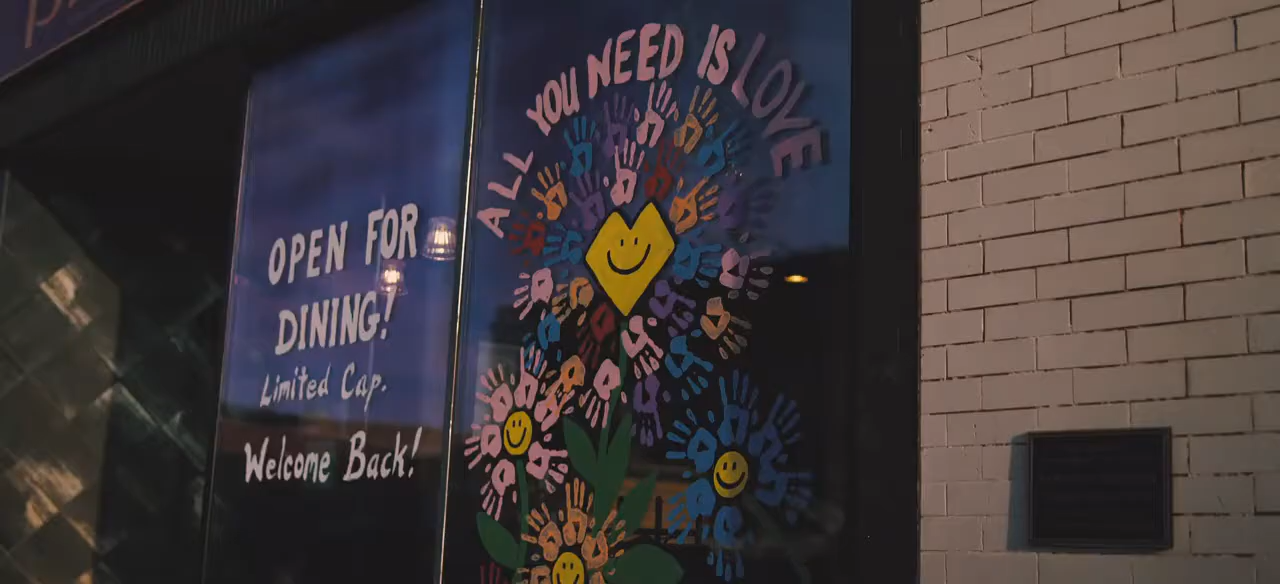 OPEN FOR
DINING!
Limited Cap.
Welcome Back!
ALL YOU NEED IS LOVE